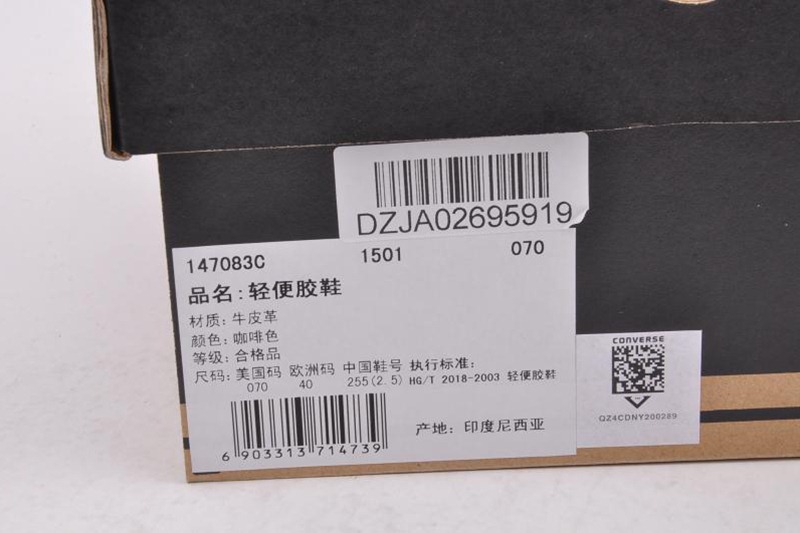 DZJA02695919
147083C 1501 070
品名:轻便胶鞋
材质: 牛皮革
颜色: 咖啡色
等级: 合格品
尺码: 美国码 欧洲码 中国鞋号 执行标准:
070 40 255(2.5) HG/T 2018-2003 轻便胶鞋
6 903313 714739
产地: 印度尼西亚
CONVERSE
QZ4CDNY200289